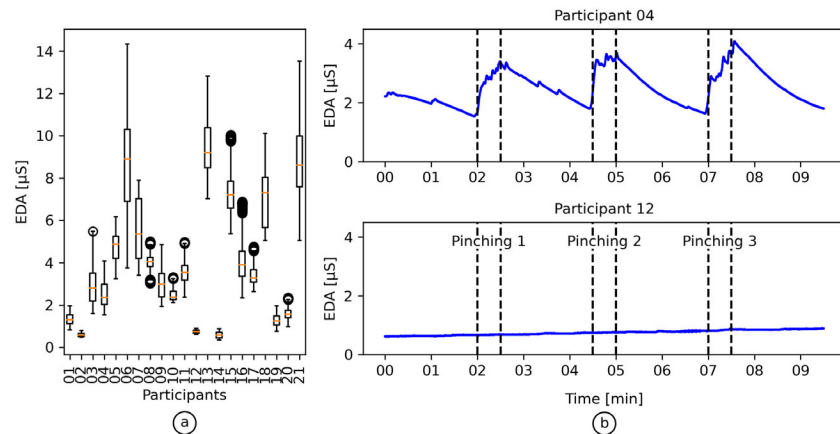 EDA [µS]
14
12
10
8
6
4
2
0
01
02
03
04
05
06
07
08
09
10
11
12
13
14
15
16
17
18
19
20
21
Participants
a
Participant 04
EDA [µS]
4
2
0
00 01 02 03 04 05 06 07 08 09
Participant 12
EDA [µS]
4
2
0
Pinching 1 Pinching 2 Pinching 3
00 01 02 03 04 05 06 07 08 09
Time [min]
b